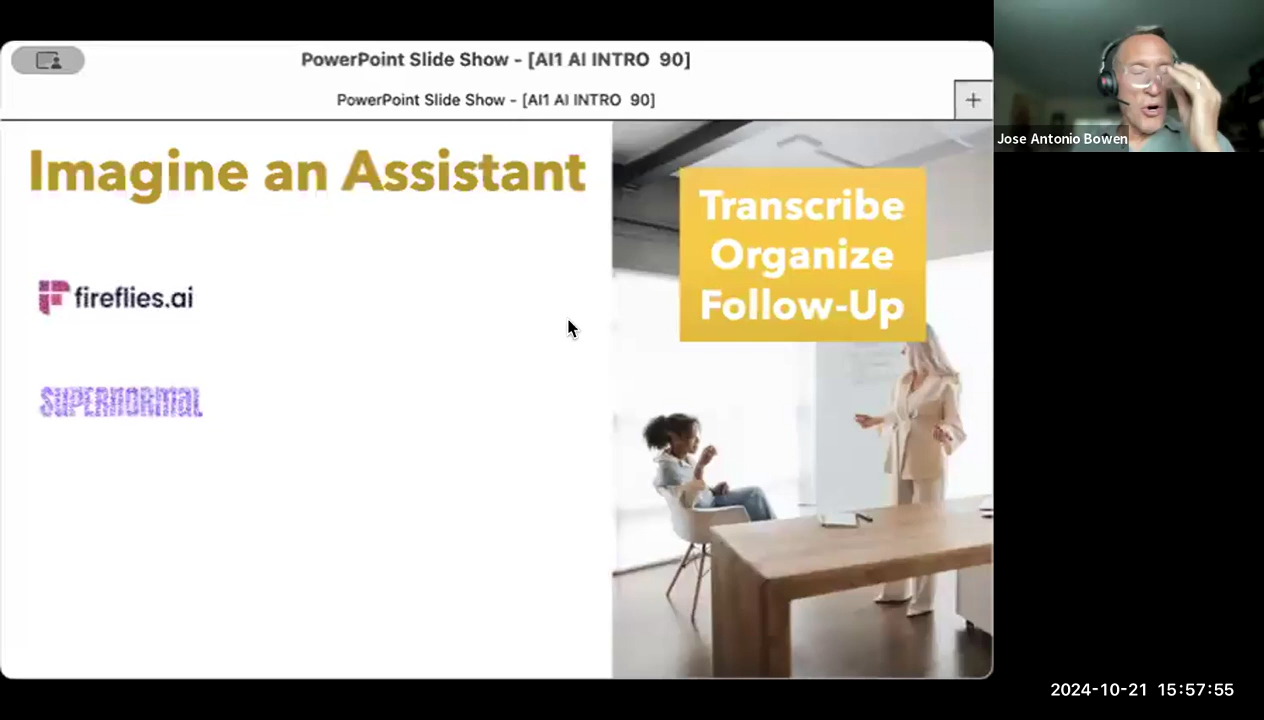 PowerPoint Slide Show - [AI1 AI INTRO 90]
PowerPoint Slide Show - [AI1 AI INTRO 90]
Imagine an Assistant
Transcribe
Organize
Follow-Up
fireflies.ai
SUPERNORMAL
Jose Antonio Bowen
2024-10-21 15:57:55